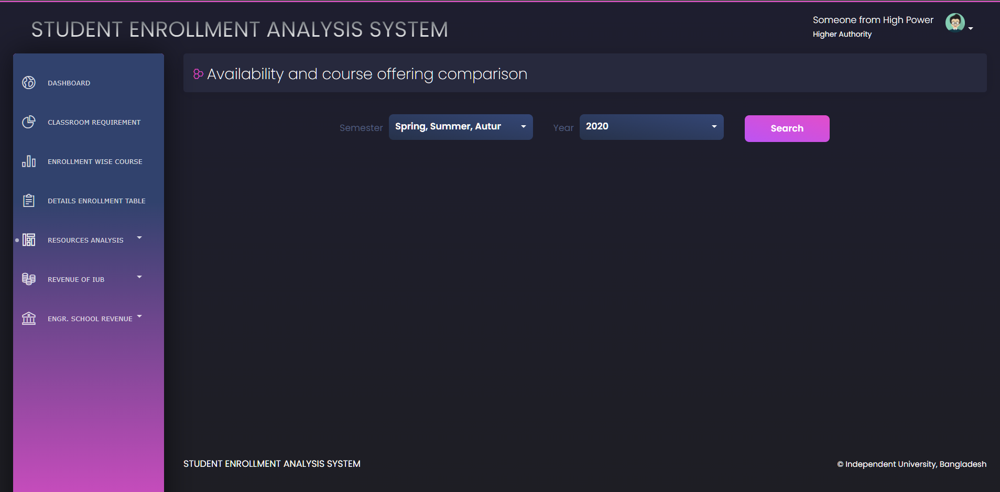 STUDENT ENROLLMENT ANALYSIS SYSTEM
Someone from High Power
Higher Authority
DASHBOARD
CLASSROOM REQUIREMENT
ENROLLMENT WISE COURSE
DETAILS ENROLLMENT TABLE
RESOURCES ANALYSIS
REVENUE OF IUB
ENGR. SCHOOL REVENUE
Availability and course offering comparison
Semester Spring, Summer, Autur Year 2020 Search
STUDENT ENROLLMENT ANALYSIS SYSTEM
© Independent University, Bangladesh